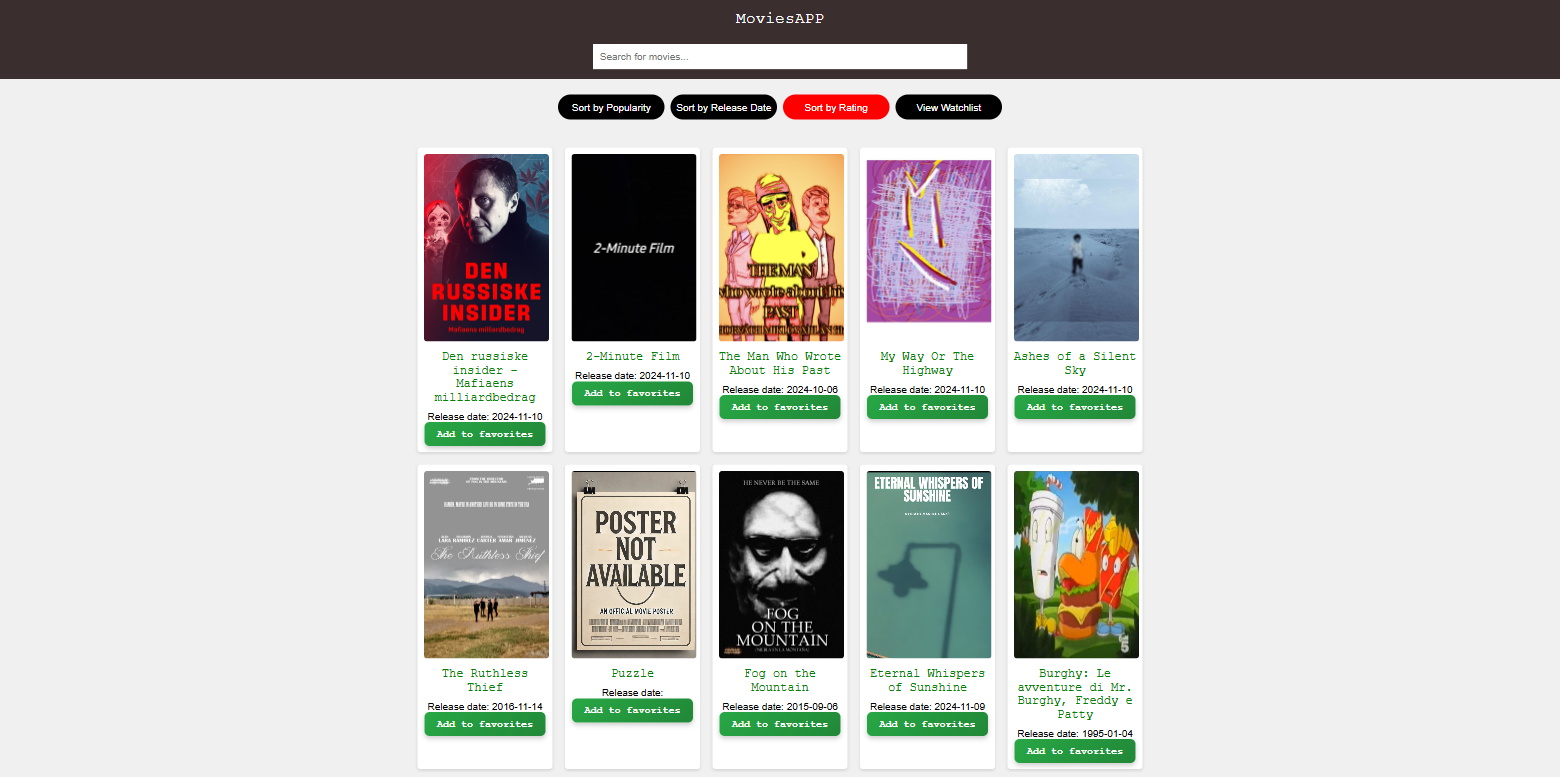 MoviesAPP
Search for movies...
Sort by Popularity
Sort by Release Date
Sort by Rating
View Watchlist
DEN
RUSSISKE
INSIDER
Mafiaens milliardbedrag
2-Minute Film
THE MAN
who wrote about his
PAST
Den russiske
insider -
Mafiaens
milliardbedrag
Release date: 2024-11-10
Add to favorites
2-Minute Film
Release date: 2024-11-10
Add to favorites
The Man Who Wrote
About His Past
Release date: 2024-10-06
Add to favorites
My Way Or The
Highway
Release date: 2024-11-10
Add to favorites
Ashes of a Silent
Sky
Release date: 2024-11-10
Add to favorites
The Ruthless Thief
POSTER
NOT
AVAILABLE
AN OFFICIAL MOVIE POSTER
HE NEVER BE THE SAME
FOG
ON THE
MOUNTAIN
ETERNAL WHISPERS OF
SUNSHINE
5
The Ruthless
Thief
Release date: 2016-11-14
Add to favorites
Puzzle
Release date:
Add to favorites
Fog on the
Mountain
Release date: 2015-09-06
Add to favorites
Eternal Whispers
of Sunshine
Release date: 2024-11-09
Add to favorites
Burghy: Le
avventure di Mr.
Burghy, Freddy e
Patty
Release date: 1995-01-04
Add to favorites